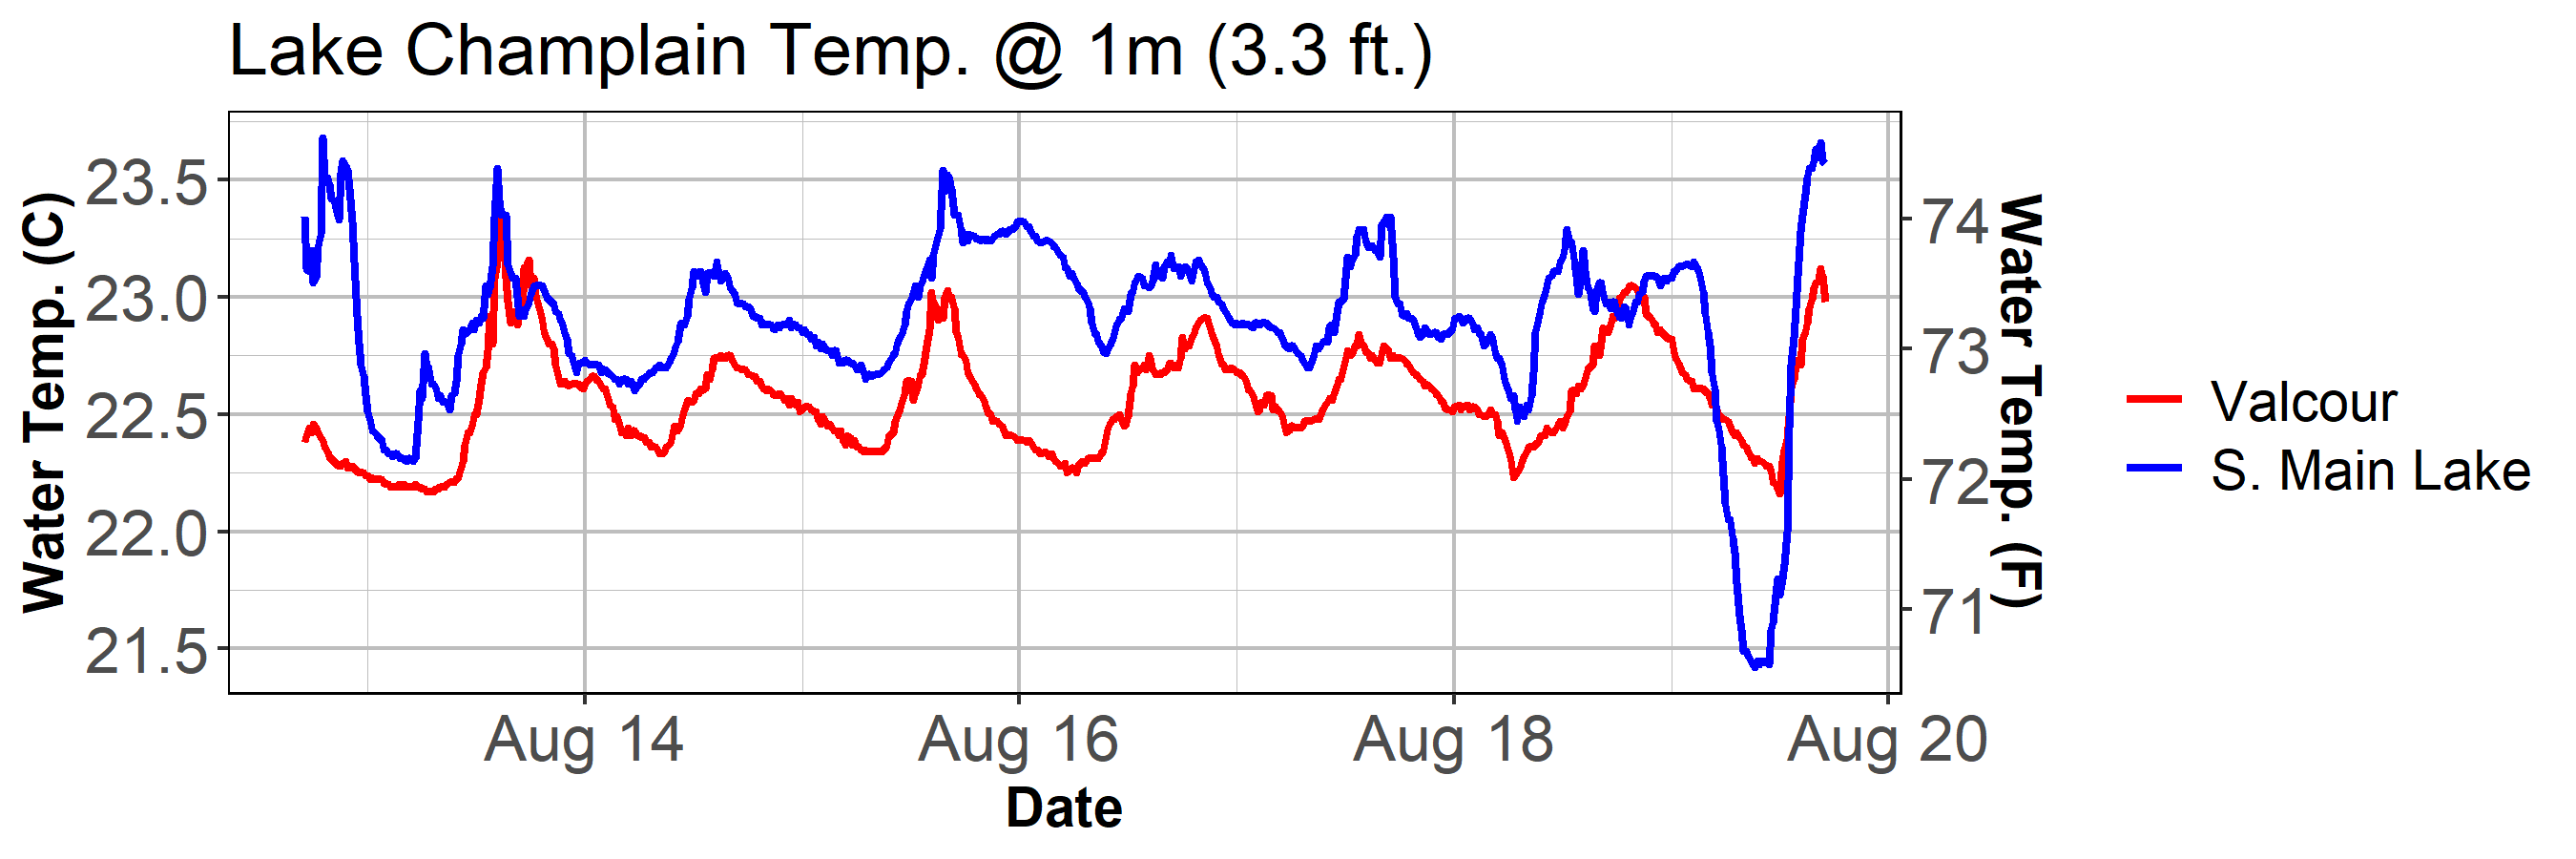 Lake Champlain Temp. @ 1m (3.3 ft.)
Water Temp. (C)
23.5
23.0
22.5
22.0
21.5
74
73
72
71
Water Temp. (F)
Aug 14
Aug 16
Aug 18
Aug 20
Date
Valcour
S. Main Lake